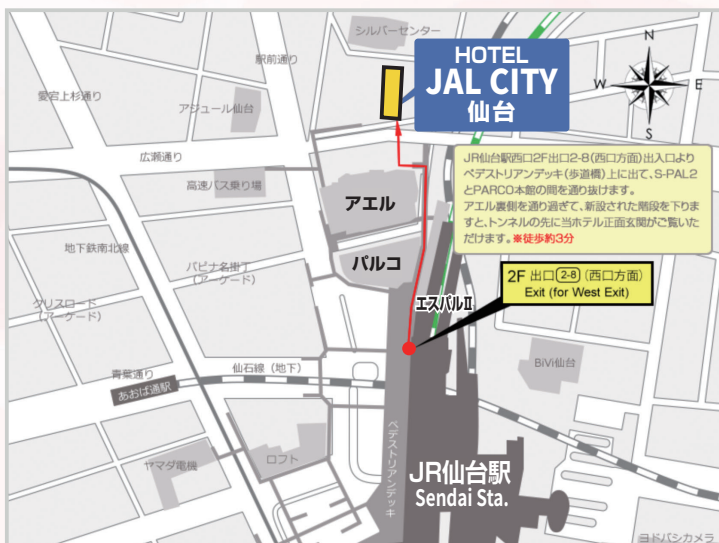 シルバーセンター
駅前通り
HOTEL
JAL CITY
仙台
N
W
E
S
愛宕上杉通り
アジュール仙台
広瀬通り
高速バス乗り場
JR仙台駅西口2F出口2-8(西口方面)出入口より
ペデストリアンデッキ(歩道橋)上に出て、S-PAL2
とPARCO本館の間を通り抜けます。
アエル裏側を通り過ぎて、新設された階段を下りま
すと、トンネルの先に当ホテル正面玄関がご覧いた
だけます。※徒歩約3分
アエル
地下鉄南北線
パピナ名掛丁
(アーケード)
パルコ
2F 出口 2-8 (西口方面)
Exit (for West Exit)
クリスロード
(アーケード)
エスパルⅡ
青葉通り
仙石線(地下)
あおば通駅
BiVi仙台
ペデストリアンデッキ
ヤマダ電機
ロフト
JR仙台駅
Sendai Sta.
ヨドバシカメラ